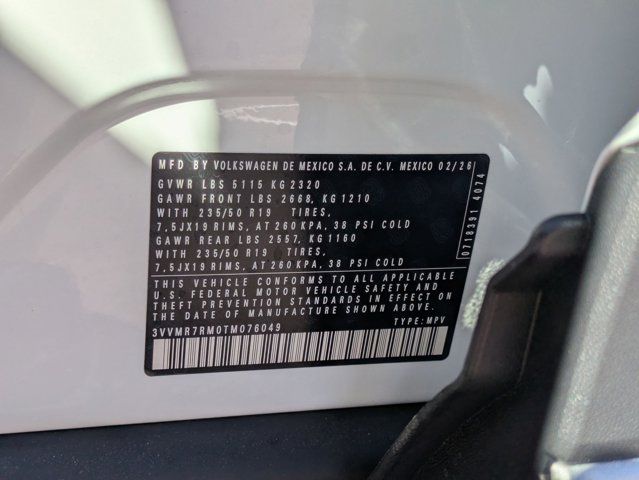 MFD BY VOLKSWAGEN DE MEXICO S.A. DE C.V. MEXICO 02/26
GVWR LBS 5115 KG 2320
GAWR FRONT LBS 2668, KG 1210
WITH 235/50 R19 TIRES,
7,5JX19 RIMS, AT 260 KPA, 38 PSI COLD
GAWR REAR LBS 2557, KG 1160
WITH 235/50 R19 TIRES,
7,5JX19 RIMS, AT 260 KPA, 38 PSI COLD
THIS VEHICLE CONFORMS TO ALL APPLICABLE
U.S. FEDERAL MOTOR VEHICLE SAFETY AND
THEFT PREVENTION STANDARDS IN EFFECT ON
THE DATE OF MANUFACTURE SHOWN ABOVE.
3VVMR7RM0TM076049 TYPE: MPV
0718391 4074